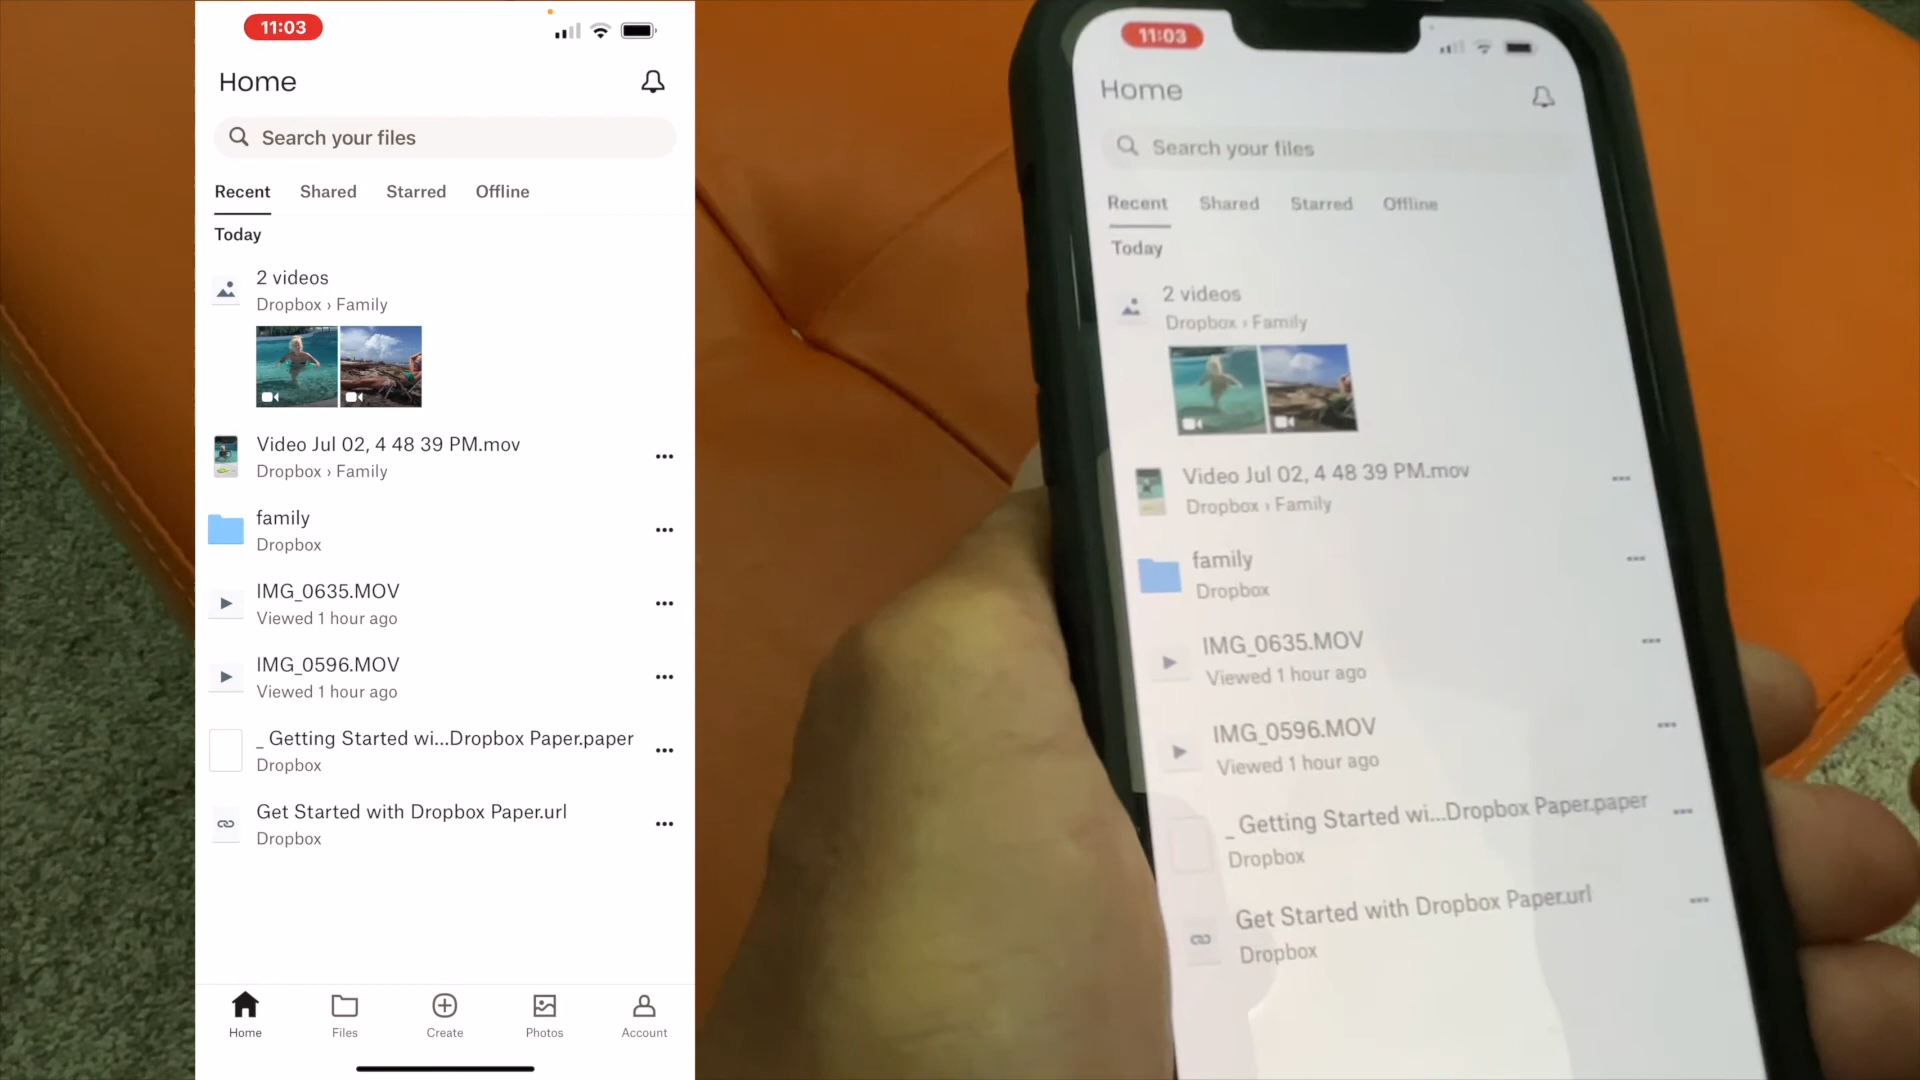 11:03
Home
Search your files
Recent Shared Starred Offline
Today
2 videos
Dropbox › Family
Video Jul 02, 4 48 39 PM.mov
Dropbox › Family
family
Dropbox
IMG_0635.MOV
Viewed 1 hour ago
IMG_0596.MOV
Viewed 1 hour ago
_ Getting Started wi...Dropbox Paper.paper
Dropbox
Get Started with Dropbox Paper.url
Dropbox
Home Files Create Photos Account
11:03
Home
Search your files
Recent Shared Starred Offline
Today
2 videos
Dropbox › Family
Video Jul 02, 4 48 39 PM.mov
Dropbox › Family
family
Dropbox
IMG_0635.MOV
Viewed 1 hour ago
IMG_0596.MOV
Viewed 1 hour ago
_ Getting Started wi...Dropbox Paper.paper
Dropbox
Get Started with Dropbox Paper.url
Dropbox